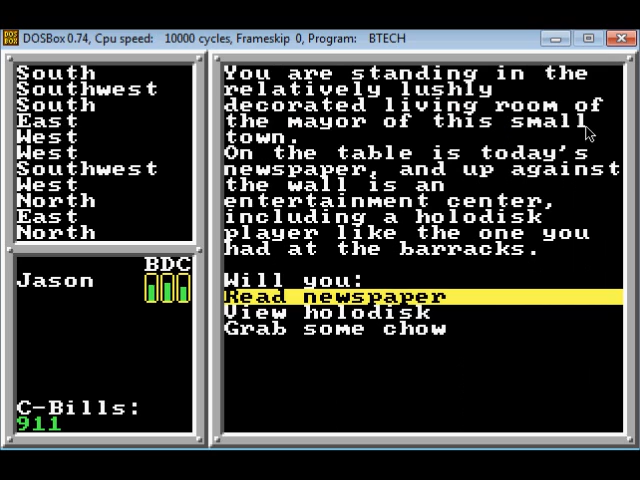 DOSBox 0.74, Cpu speed: 10000 cycles, Frameskip 0, Program: BTECH
South
Southwest
South
East
West
West
Southwest
West
North
East
North
BDC
Jason
C-Bills:
911
You are standing in the
relatively lushly
decorated living room of
the mayor of this small
town.
On the table is today's
newspaper, and up against
the wall is an
entertainment center,
including a holodisk
player like the one you
had at the barracks.
Will you:
Read newspaper
View holodisk
Grab some chow